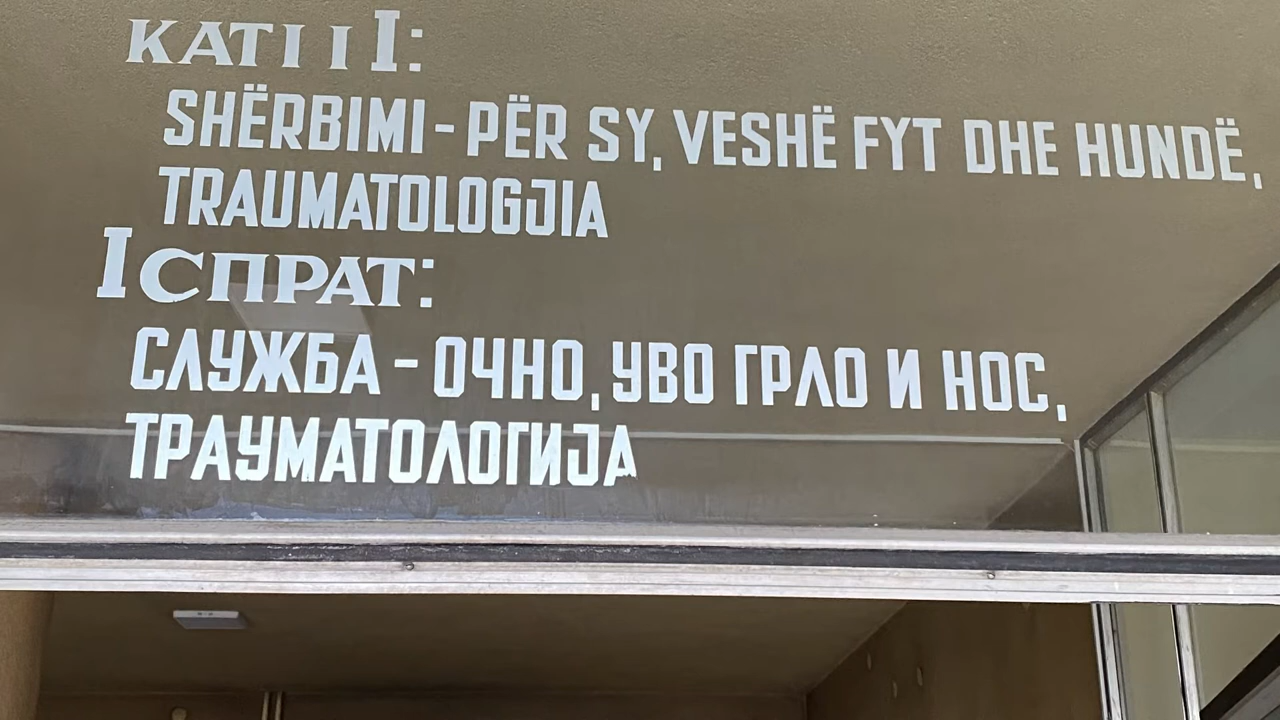 KATI I I:
SHËRBIMI - PËR SY, VESHË FYT DHE HUNDË,
TRAUMATOLOGJIA
I СПРАТ:
СЛУЖБА - ОЧНО, УВО ГРЛО И НОС,
ТРАУМАТОЛОГИЈА